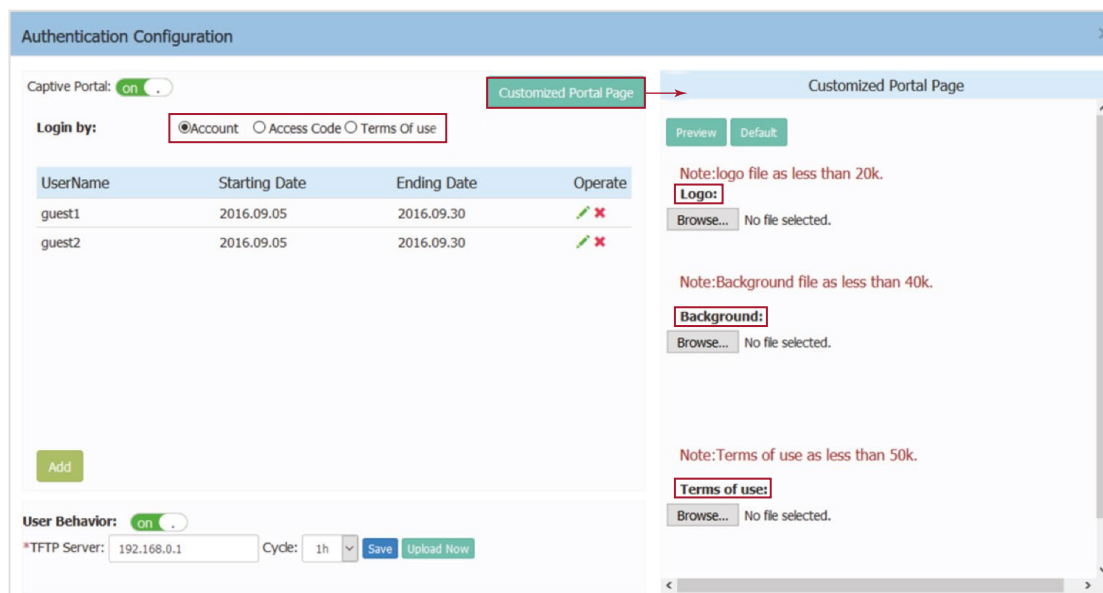 Authentication Configuration
Captive Portal: on .
Customized Portal Page
Login by: Account Access Code Terms Of use
UserName Starting Date Ending Date Operate
guest1 2016.09.05 2016.09.30
guest2 2016.09.05 2016.09.30
Add
User Behavior: on .
*TFTP Server: 192.168.0.1 Cycle: 1h Save Upload Now
Customized Portal Page
Preview Default
Note:logo file as less than 20k.
Logo:
Browse... No file selected.
Note:Background file as less than 40k.
Background:
Browse... No file selected.
Note:Terms of use as less than 50k.
Terms of use:
Browse... No file selected.